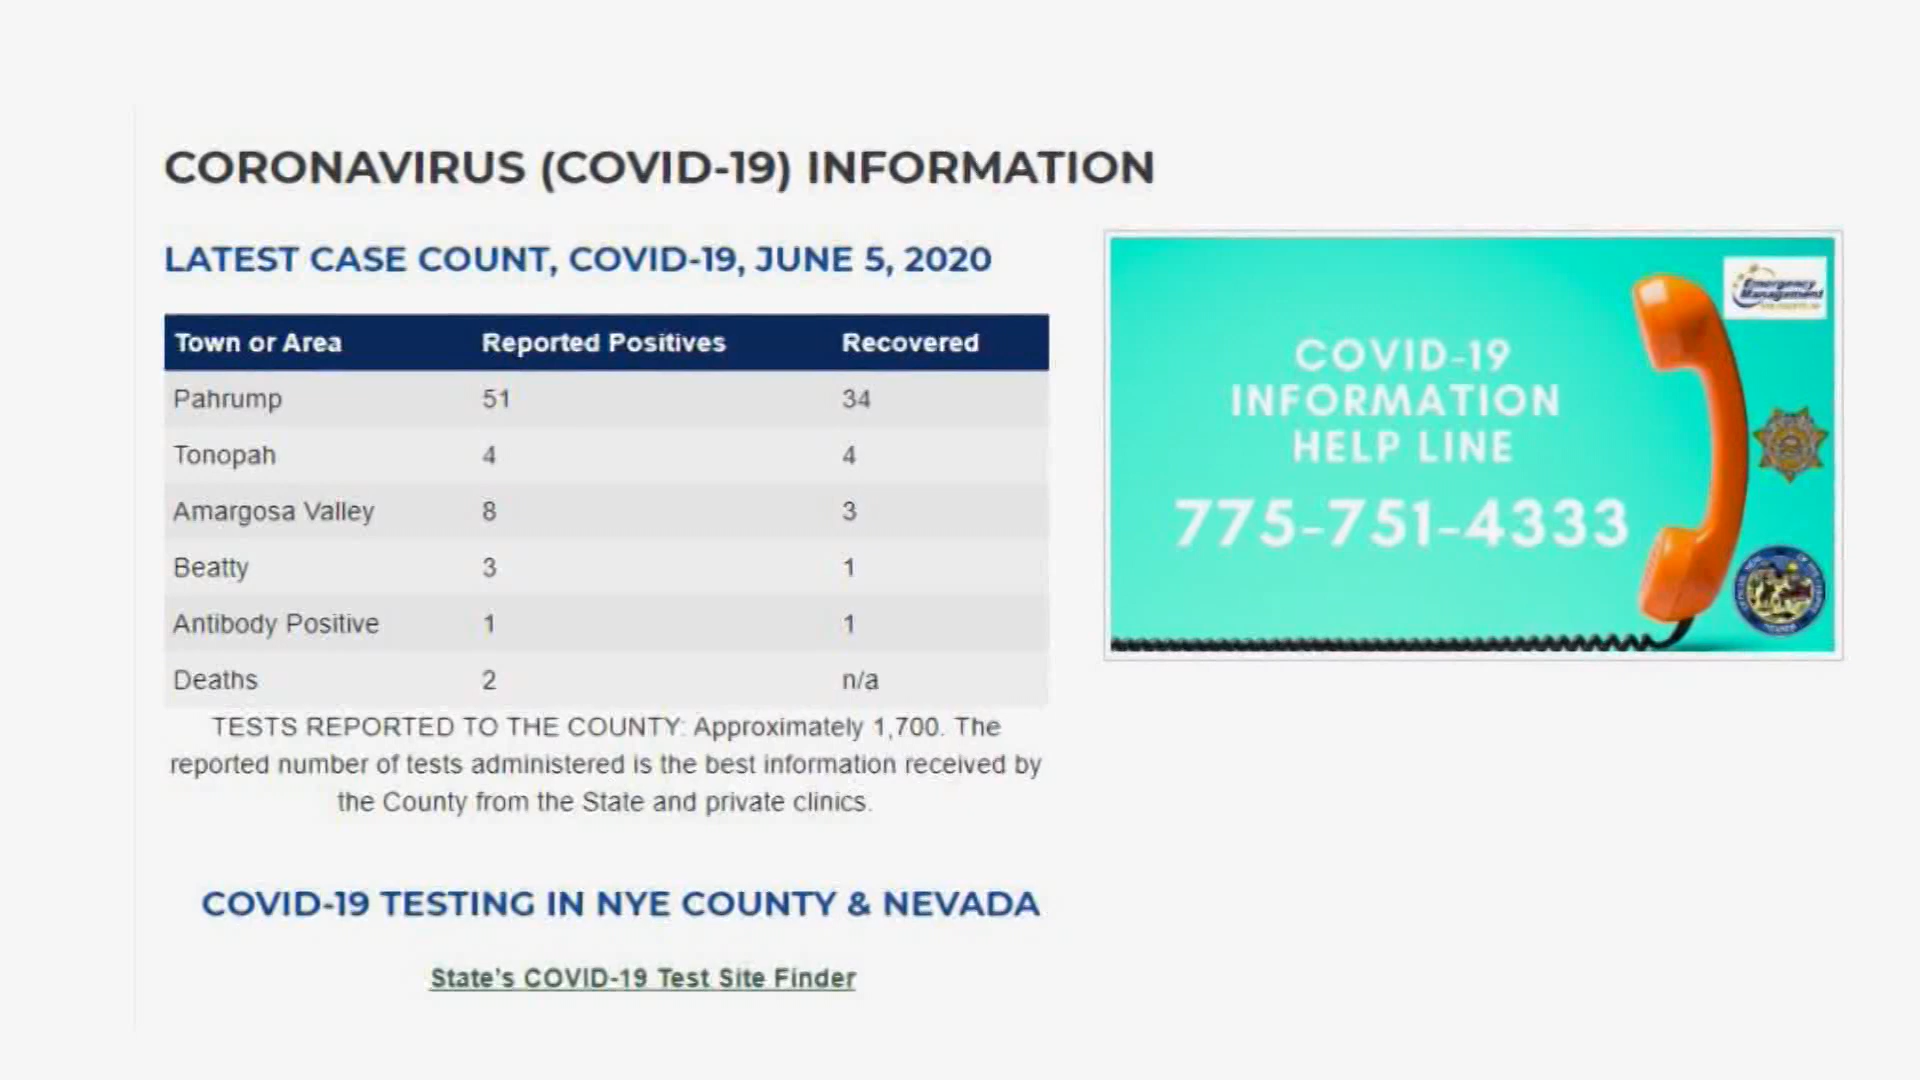 CORONAVIRUS (COVID-19) INFORMATION
LATEST CASE COUNT, COVID-19, JUNE 5, 2020
Town or Area Reported Positives Recovered
Pahrump 51 34
Tonopah 4 4
Amargosa Valley 8 3
Beatty 3 1
Antibody Positive 1 1
Deaths 2 n/a
TESTS REPORTED TO THE COUNTY: Approximately 1,700. The
reported number of tests administered is the best information received by
the County from the State and private clinics.
COVID-19 TESTING IN NYE COUNTY & NEVADA
State's COVID-19 Test Site Finder
Emergency
Management
COVID-19
INFORMATION
HELP LINE
775-751-4333